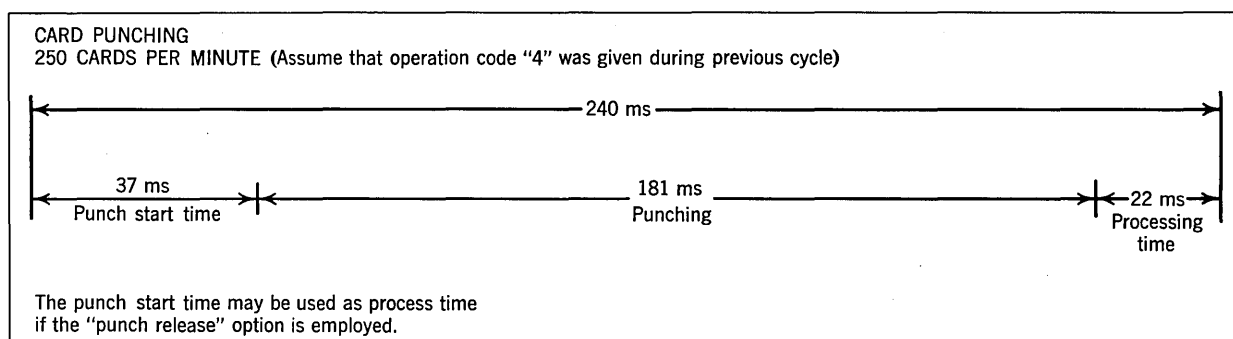 CARD PUNCHING
250 CARDS PER MINUTE (Assume that operation code “4” was given during previous cycle)
240 ms
37 ms
Punch start time
181 ms
Punching
22 ms
Processing
time
The punch start time may be used as process time
if the “punch release” option is employed.